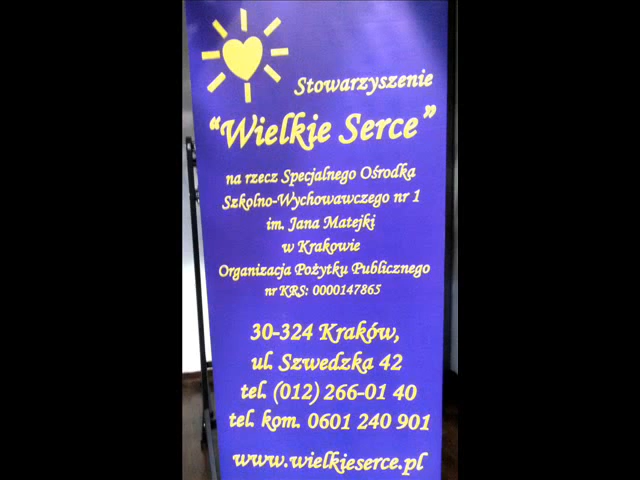 Stowarzyszenie
“Wielkie Serce”
na rzecz Specjalnego Ośrodka
Szkolno-Wychowawczego nr 1
im. Jana Matejki
w Krakowie
Organizacja Pożytku Publicznego
nr KRS: 0000147865
30-324 Kraków,
ul. Szwedzka 42
tel. (012) 266-01 40
tel. kom. 0601 240 901
www.wielkieserce.pl